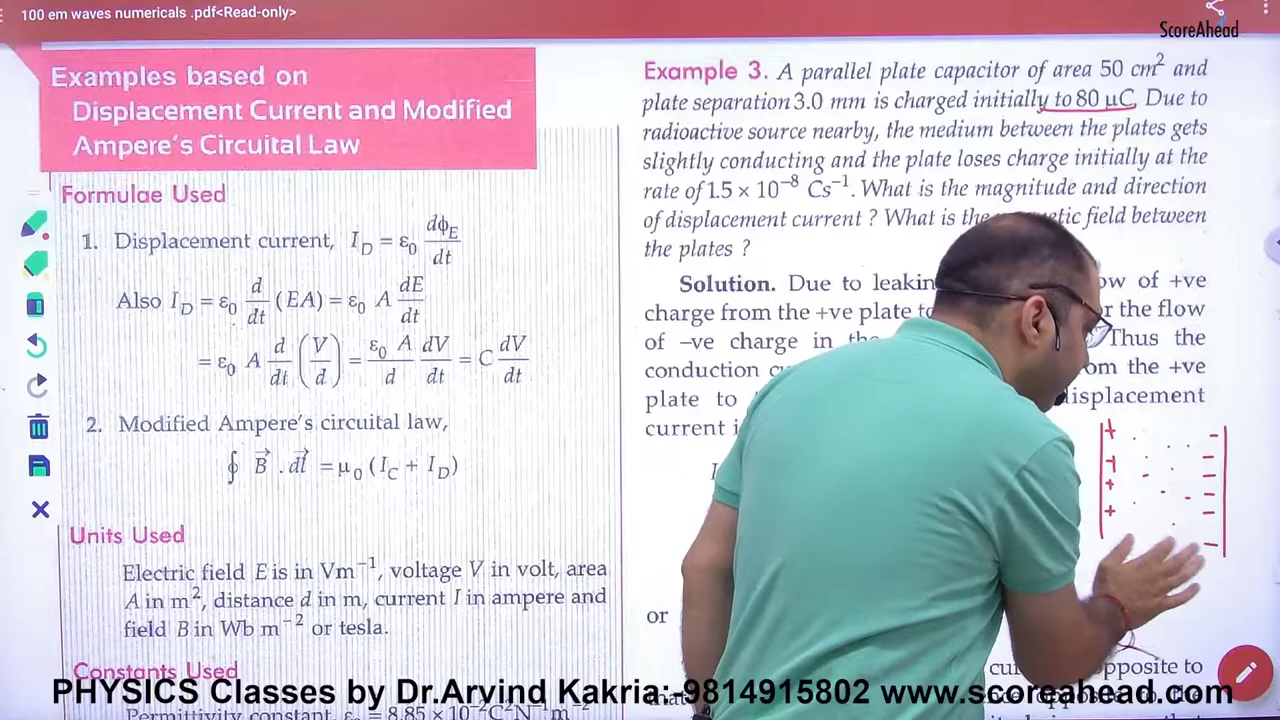 100 em waves numericals .pdf<Read-only>
ScoreAhead
Examples based on
Displacement Current and Modified
Ampere's Circuital Law
Formulae Used
1. Displacement current, I_D = ε₀ dϕ_E/dt
Also I_D = ε₀ d/dt (EA) = ε₀ A dE/dt
= ε₀ A d/dt (V/d) = ε₀ A/d dV/dt = C dV/dt
2. Modified Ampere's circuital law,
∮ B⃗ . dl⃗ = μ₀ (I_C + I_D)
Units Used
Electric field E is in Vm⁻¹, voltage V in volt, area
A in m², distance d in m, current I in ampere and
field B in Wb m⁻² or tesla.
Constants Used
Permittivity constant,
Example 3. A parallel plate capacitor of area 50 cm² and
plate separation 3.0 mm is charged initially to 80 μC. Due to
radioactive source nearby, the medium between the plates gets
slightly conducting and the plate loses charge initially at the
rate of 1.5 × 10⁻⁸ Cs⁻¹. What is the magnitude and direction
of displacement current ? What is the field between
the plates ?
Solution. Due to of +ve
charge from the +ve plate the flow
of –ve charge in Thus the
conduction the +ve
plate to displacement
current
or
opposite to
PHYSICS Classes by Dr.Arvind Kakria:-9814915802 www.scoreahead.com